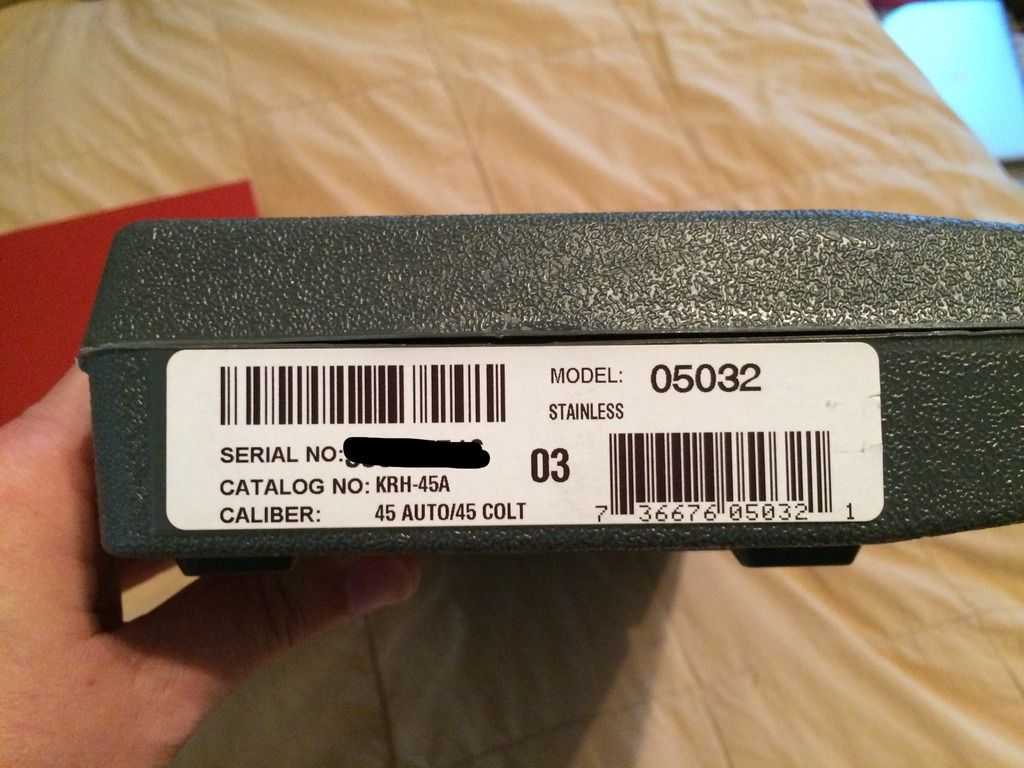 MODEL: 05032
STAINLESS
SERIAL NO:
CATALOG NO: KRH-45A
CALIBER: 45 AUTO/45 COLT
03
7 36676 05032 1